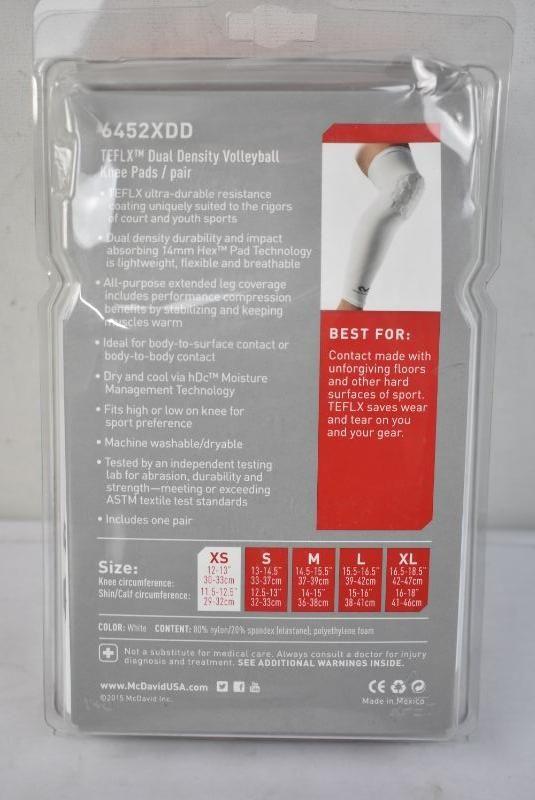 6452XDD
TEFLX™ Dual Density Volleyball
Knee Pads / pair
• TEFLX ultra-durable resistance
coating uniquely suited to the rigors
of court and youth sports
• Dual density durability and impact
absorbing 14mm Hex™ Pad Technology
is lightweight, flexible and breathable
• All-purpose extended leg coverage
includes performance compression
benefits by stabilizing and keeping
muscles warm
• Ideal for body-to-surface contact or
body-to-body contact
• Dry and cool via hDc™ Moisture
Management Technology
• Fits high or low on knee for
sport preference
• Machine washable/dryable
• Tested by an independent testing
lab for abrasion, durability and
strength—meeting or exceeding
ASTM textile test standards
• Includes one pair
BEST FOR:
Contact made with
unforgiving floors
and other hard
surfaces of sport.
TEFLX saves wear
and tear on you
and your gear.
Size: XS S M L XL
Knee circumference: 12-13" 13-14.5" 14.5-15.5" 15.5-16.5" 16.5-18.5"
30-33cm 33-37cm 37-39cm 39-42cm 42-47cm
Shin/Calf circumference: 11.5-12.5" 12.5-13" 14-15" 15-16" 16-18"
29-32cm 32-33cm 36-38cm 38-41cm 41-46cm
COLOR: White CONTENT: 80% nylon/20% spandex (elastane); polyethylene foam
Not a substitute for medical care. Always consult a doctor for injury
diagnosis and treatment. SEE ADDITIONAL WARNINGS INSIDE.
www.McDavidUSA.com
©2015 McDavid Inc.
CE
Made in Mexico